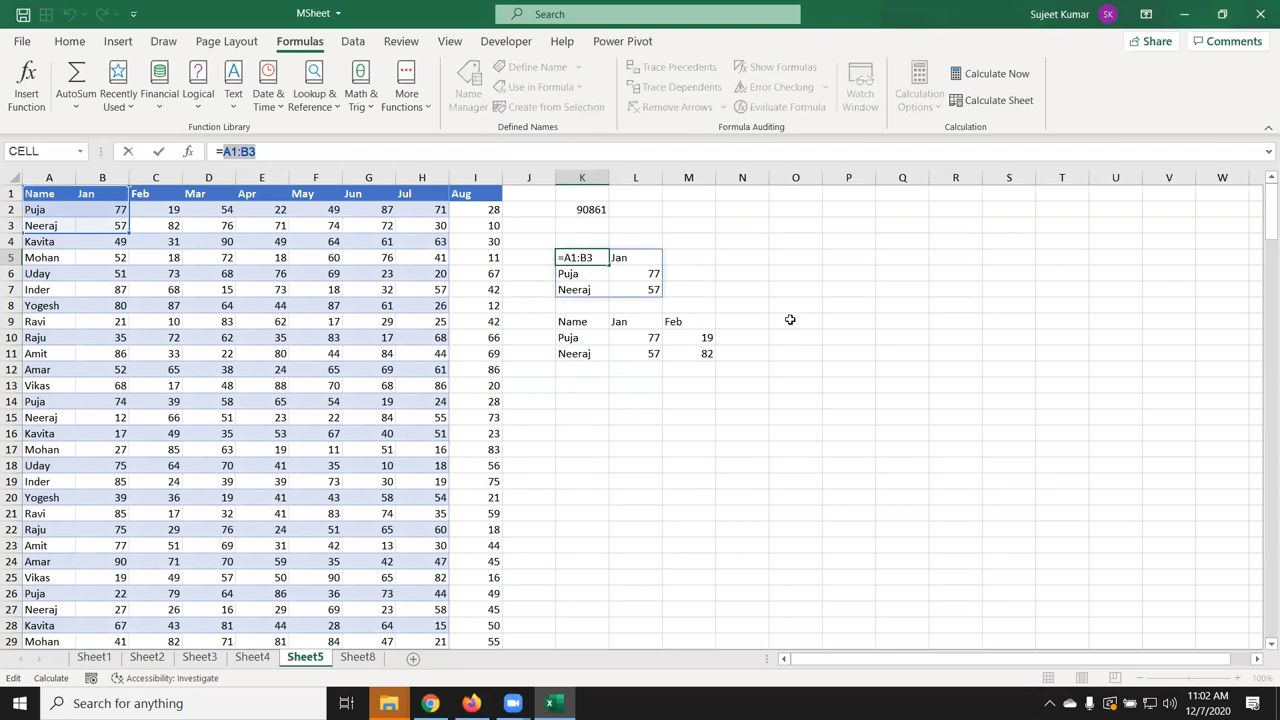 MSheet
Search
Sujeet Kumar
SK
File Home Insert Draw Page Layout Formulas Data Review View Developer Help Power Pivot
Share
Comments
Insert Function
AutoSum
Recently Used
Financial
Logical
Text
Date & Time
Lookup & Reference
Math & Trig
More Functions
Function Library
Name Manager
Define Name
Use in Formula
Create from Selection
Defined Names
Trace Precedents
Trace Dependents
Remove Arrows
Show Formulas
Error Checking
Evaluate Formula
Formula Auditing
Watch Window
Calculation Options
Calculate Now
Calculate Sheet
Calculation
CELL fx =A1:B3
A B C D E F G H I J K L M N O P Q R S T U V W
1 Name Jan Feb Mar Apr May Jun Jul Aug
2 Puja 77 19 54 22 49 87 71 28 90861
3 Neeraj 57 82 76 71 74 72 30 10
4 Kavita 49 31 90 49 64 61 63 30
5 Mohan 52 18 72 18 60 76 41 11 =A1:B3 Jan
6 Uday 51 73 68 76 69 23 20 67 Puja 77
7 Inder 87 68 15 73 18 32 57 42 Neeraj 57
8 Yogesh 80 87 64 44 87 61 26 12
9 Ravi 21 10 83 62 17 29 25 42 Name Jan Feb
10 Raju 35 72 62 35 83 17 68 66 Puja 77 19
11 Amit 86 33 22 80 44 84 44 69 Neeraj 57 82
12 Amar 52 65 38 24 65 69 61 86
13 Vikas 68 17 48 88 70 68 86 20
14 Puja 74 39 58 65 54 19 24 28
15 Neeraj 12 66 51 23 22 84 55 73
16 Kavita 17 49 35 53 67 40 51 23
17 Mohan 27 85 63 19 11 51 16 83
18 Uday 75 64 70 41 35 10 18 56
19 Inder 85 24 39 39 73 30 19 75
20 Yogesh 39 36 19 41 43 58 54 21
21 Ravi 85 17 32 41 83 74 35 59
22 Raju 75 29 76 24 51 65 60 18
23 Amit 77 51 69 31 42 13 30 44
24 Amar 90 71 70 59 35 42 47 45
25 Vikas 19 49 57 50 90 65 82 16
26 Puja 22 79 64 86 36 73 44 49
27 Neeraj 27 26 16 29 69 23 58 45
28 Kavita 67 43 81 44 28 64 15 50
29 Mohan 41 82 71 81 84 47 21 55
Sheet1 Sheet2 Sheet3 Sheet4 Sheet5 Sheet8
Edit Calculate Accessibility: Investigate 100%
Search for anything
11:02 AM
12/7/2020